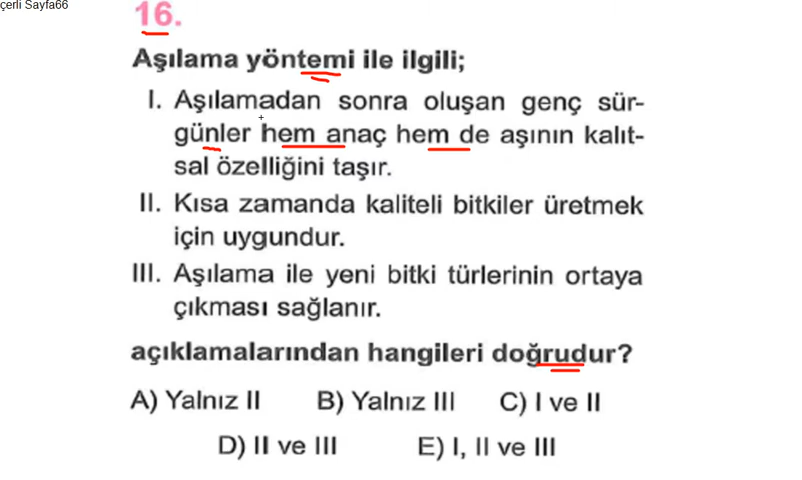 çerli Sayfa66
16.
Aşılama yöntemi ile ilgili;
I. Aşılamadan sonra oluşan genç sür-
günler hem anaç hem de aşının kalıt-
sal özelliğini taşır.
II. Kısa zamanda kaliteli bitkiler üretmek
için uygundur.
III. Aşılama ile yeni bitki türlerinin ortaya
çıkması sağlanır.
açıklamalarından hangileri doğrudur?
A) Yalnız II B) Yalnız III C) I ve II
D) II ve III E) I, II ve III